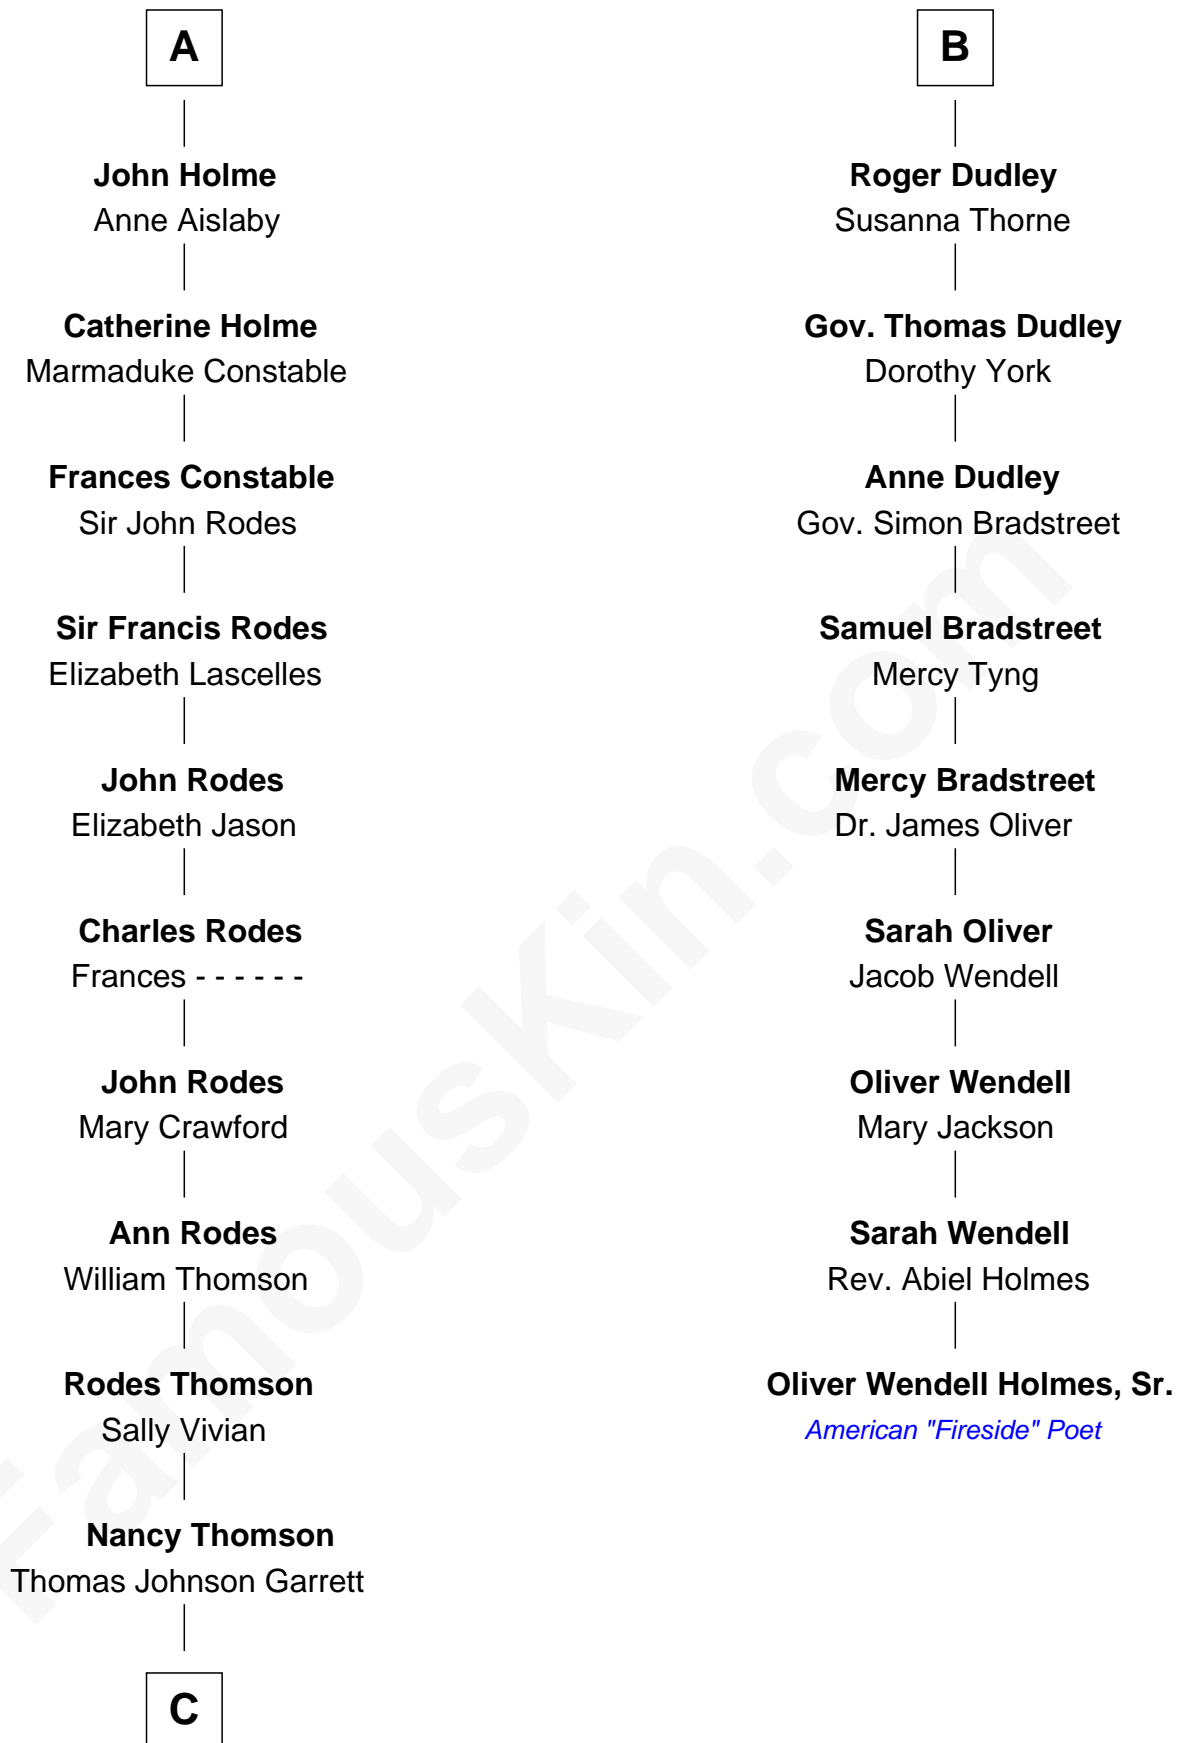 A
John Holme
Anne Aislaby
Catherine Holme
Marmaduke Constable
Frances Constable
Sir John Rodes
Sir Francis Rodes
Elizabeth Lascelles
John Rodes
Elizabeth Jason
Charles Rodes
Frances - - - - - -
John Rodes
Mary Crawford
Ann Rodes
William Thomson
Rodes Thomson
Sally Vivian
Nancy Thomson
Thomas Johnson Garrett
C
B
Roger Dudley
Susanna Thorne
Gov. Thomas Dudley
Dorothy York
Anne Dudley
Gov. Simon Bradstreet
Samuel Bradstreet
Mercy Tyng
Mercy Bradstreet
Dr. James Oliver
Sarah Oliver
Jacob Wendell
Oliver Wendell
Mary Jackson
Sarah Wendell
Rev. Abiel Holmes
Oliver Wendell Holmes, Sr.
American "Fireside" Poet
FamousKin.com